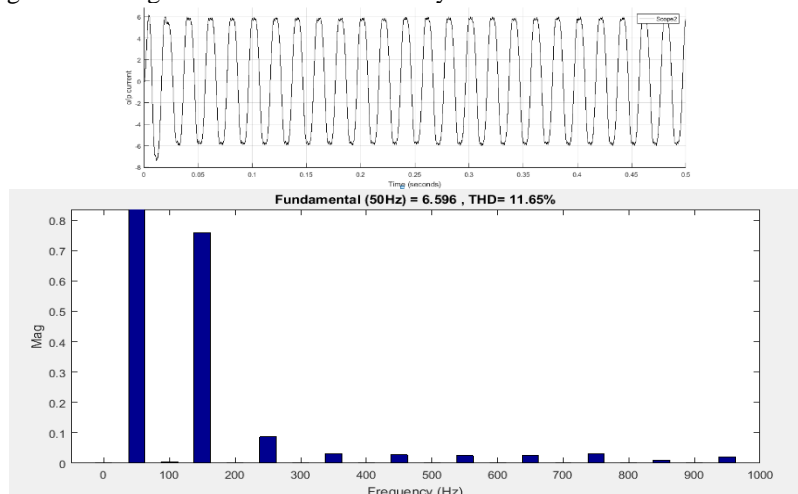 Scope2
6
4
2
0
-2
-4
-6
-8
o/p current
0 0.05 0.1 0.15 0.2 0.25 0.3 0.35 0.4 0.45 0.5
Time (seconds)
Fundamental (50Hz) = 6.596 , THD= 11.65%
0.8
0.7
0.6
0.5
0.4
0.3
0.2
0.1
0
Mag
0 100 200 300 400 500 600 700 800 900 1000
Frequency (Hz)